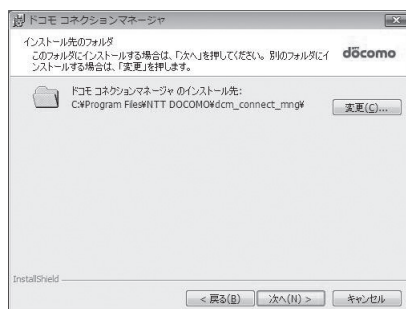 ドコモ コネクションマネージャ
インストール先のフォルダ
このフォルダにインストールする場合は、「次へ」を押してください。別のフォルダにイ
ンストールする場合は、「変更」を押します。
döcomo
ドコモ コネクションマネージャ のインストール先:
C:¥Program Files¥NTT DOCOMO¥dcm_connect_mng¥
変更(C)...
InstallShield
< 戻る(B)
次へ(N) >
キャンセル